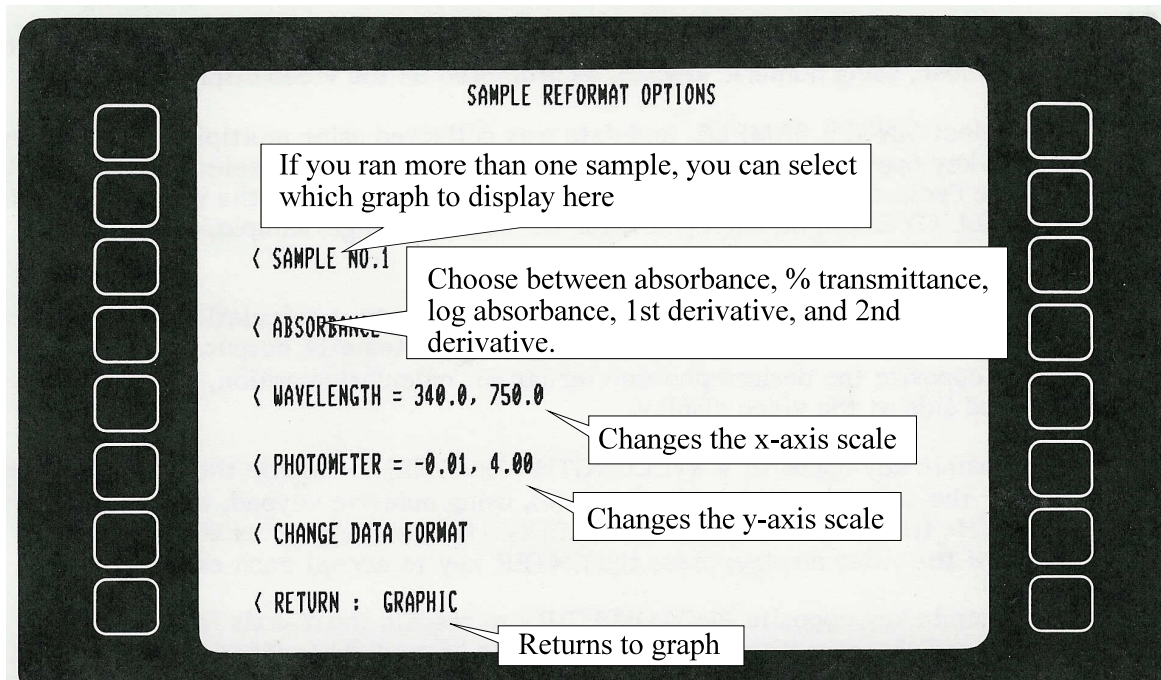 SAMPLE REFORMAT OPTIONS
If you ran more than one sample, you can select
which graph to display here
< SAMPLE NO.1
Choose between absorbance, % transmittance,
log absorbance, 1st derivative, and 2nd
derivative.
< ABSORBANCE
< WAVELENGTH = 340.0, 750.0
Changes the x-axis scale
< PHOTOMETER = -0.01, 4.00
Changes the y-axis scale
< CHANGE DATA FORMAT
< RETURN : GRAPHIC
Returns to graph